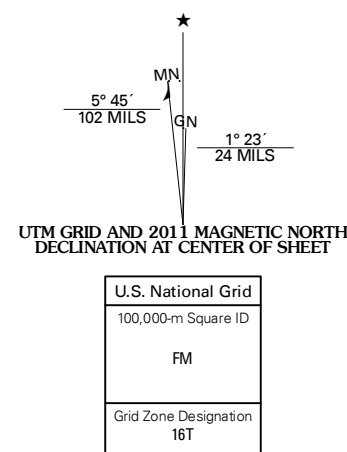 ★
MN
5° 45´
102 MILS
GN
1° 23´
24 MILS
UTM GRID AND 2011 MAGNETIC NORTH
DECLINATION AT CENTER OF SHEET
U.S. National Grid
100,000-m Square ID
FM
Grid Zone Designation
16T